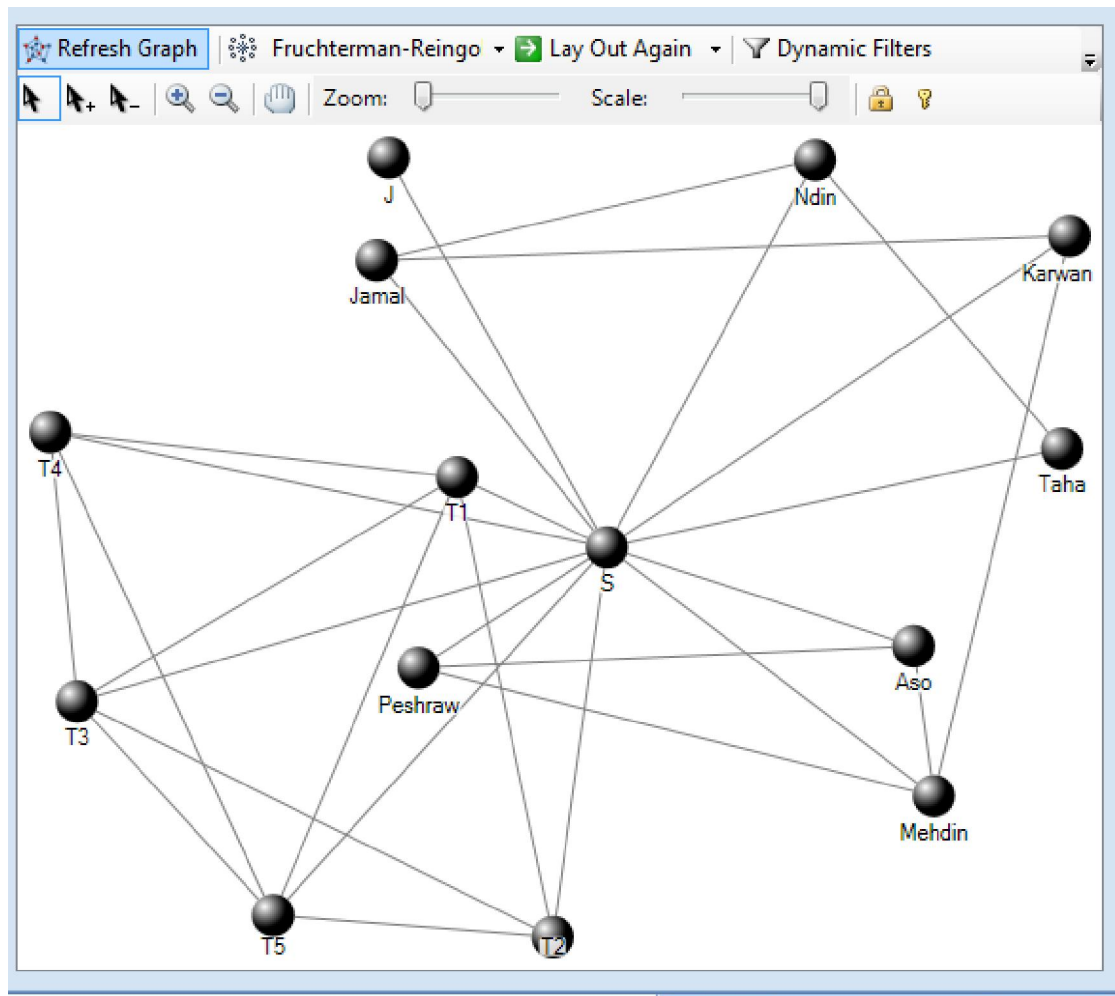 Refresh Graph Fruchterman-Reingo Lay Out Again Dynamic Filters
Zoom: Scale:
J
Ndin
Karwan
Jamal
T4
Taha
T1
S
Aso
Peshraw
T3
Mehdin
T5
T2